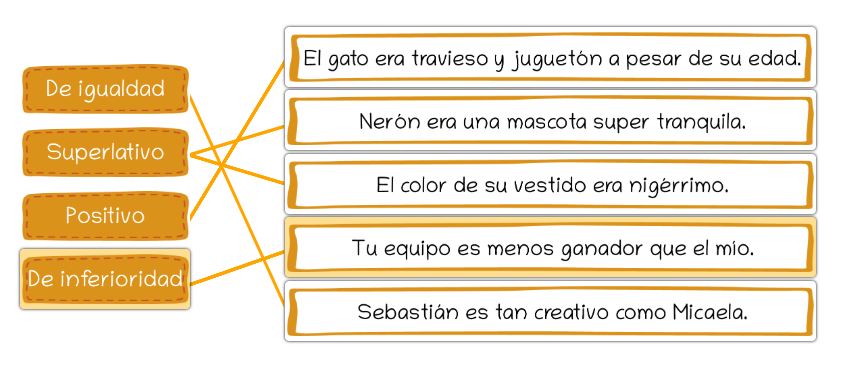 De igualdad
Superlativo
Positivo
De inferioridad
El gato era travieso y juguetón a pesar de su edad.
Nerón era una mascota super tranquila.
El color de su vestido era nigérrimo.
Tu equipo es menos ganador que el mío.
Sebastián es tan creativo como Micaela.